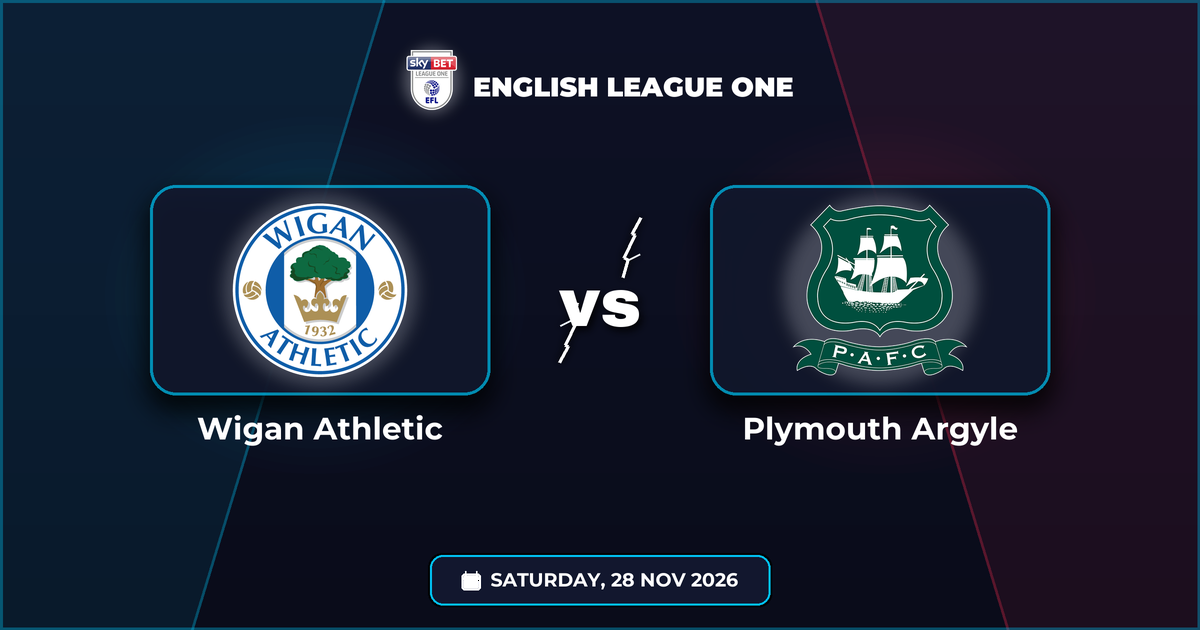 sky BET
LEAGUE ONE
EFL
ENGLISH LEAGUE ONE
WIGAN
1932
ATHLETIC
VS
P·A·F·C
Wigan Athletic
Plymouth Argyle
SATURDAY, 28 NOV 2026